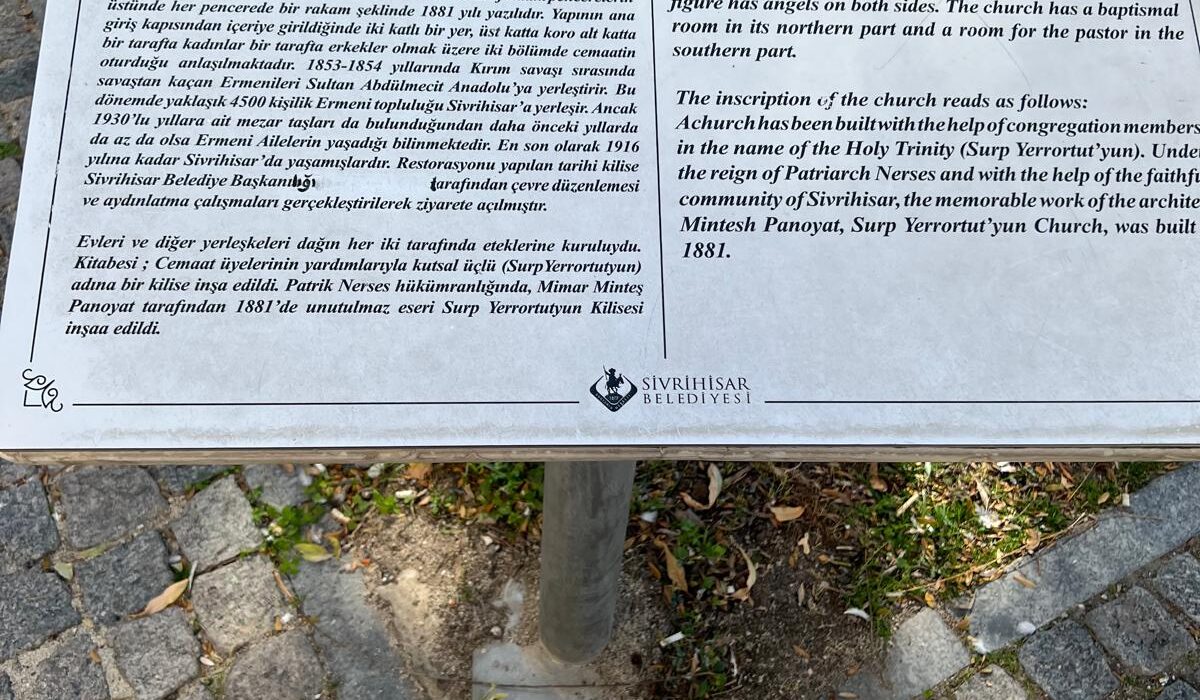 üstünde her pencerede bir rakam şeklinde 1881 yılı yazılıdır. Yapının ana
giriş kapısından içeriye girildiğinde iki katlı bir yer, üst katta koro alt katta
bir tarafta kadınlar bir tarafta erkekler olmak üzere iki bölümde cemaatin
oturduğu anlaşılmaktadır. 1853-1854 yıllarında Kırım savaşı sırasında
savaştan kaçan Ermenileri Sultan Abdülmecit Anadolu'ya yerleştirir. Bu
dönemde yaklaşık 4500 kişilik Ermeni topluluğu Sivrihisar'a yerleşir. Ancak
1930'lu yıllara ait mezar taşları da bulunduğundan daha önceki yıllarda
da az da olsa Ermeni Ailelerin yaşadığı bilinmektedir. En son olarak 1916
yılına kadar Sivrihisar'da yaşamışlardır. Restorasyonu yapılan tarihi kilise
Sivrihisar Belediye Başkanlığı tarafından çevre düzenlemesi
ve aydınlatma çalışmaları gerçekleştirilerek ziyarete açılmıştır.
Evleri ve diğer yerleşkeleri dağın her iki tarafında eteklerine kuruluydu.
Kitabesi ; Cemaat üyelerinin yardımlarıyla kutsal üçlü (SurpYerrortutyun)
adına bir kilise inşa edildi. Patrik Nerses hükümranlığında, Mimar Minteş
Panoyat tarafından 1881'de unutulmaz eseri Surp Yerrortutyun Kilisesi
inşaa edildi.
figure has angels on both sides. The church has a baptismal
room in its northern part and a room for the pastor in the
southern part.
The inscription of the church reads as follows:
Achurch has been built with the help of congregation members
in the name of the Holy Trinity (Surp Yerrortut'yun). Unde
the reign of Patriarch Nerses and with the help of the faithfu
community of Sivrihisar, the memorable work of the archite
Mintesh Panoyat, Surp Yerrortut'yun Church, was built
1881.
SİVRİHİSAR
BELEDİYESİ